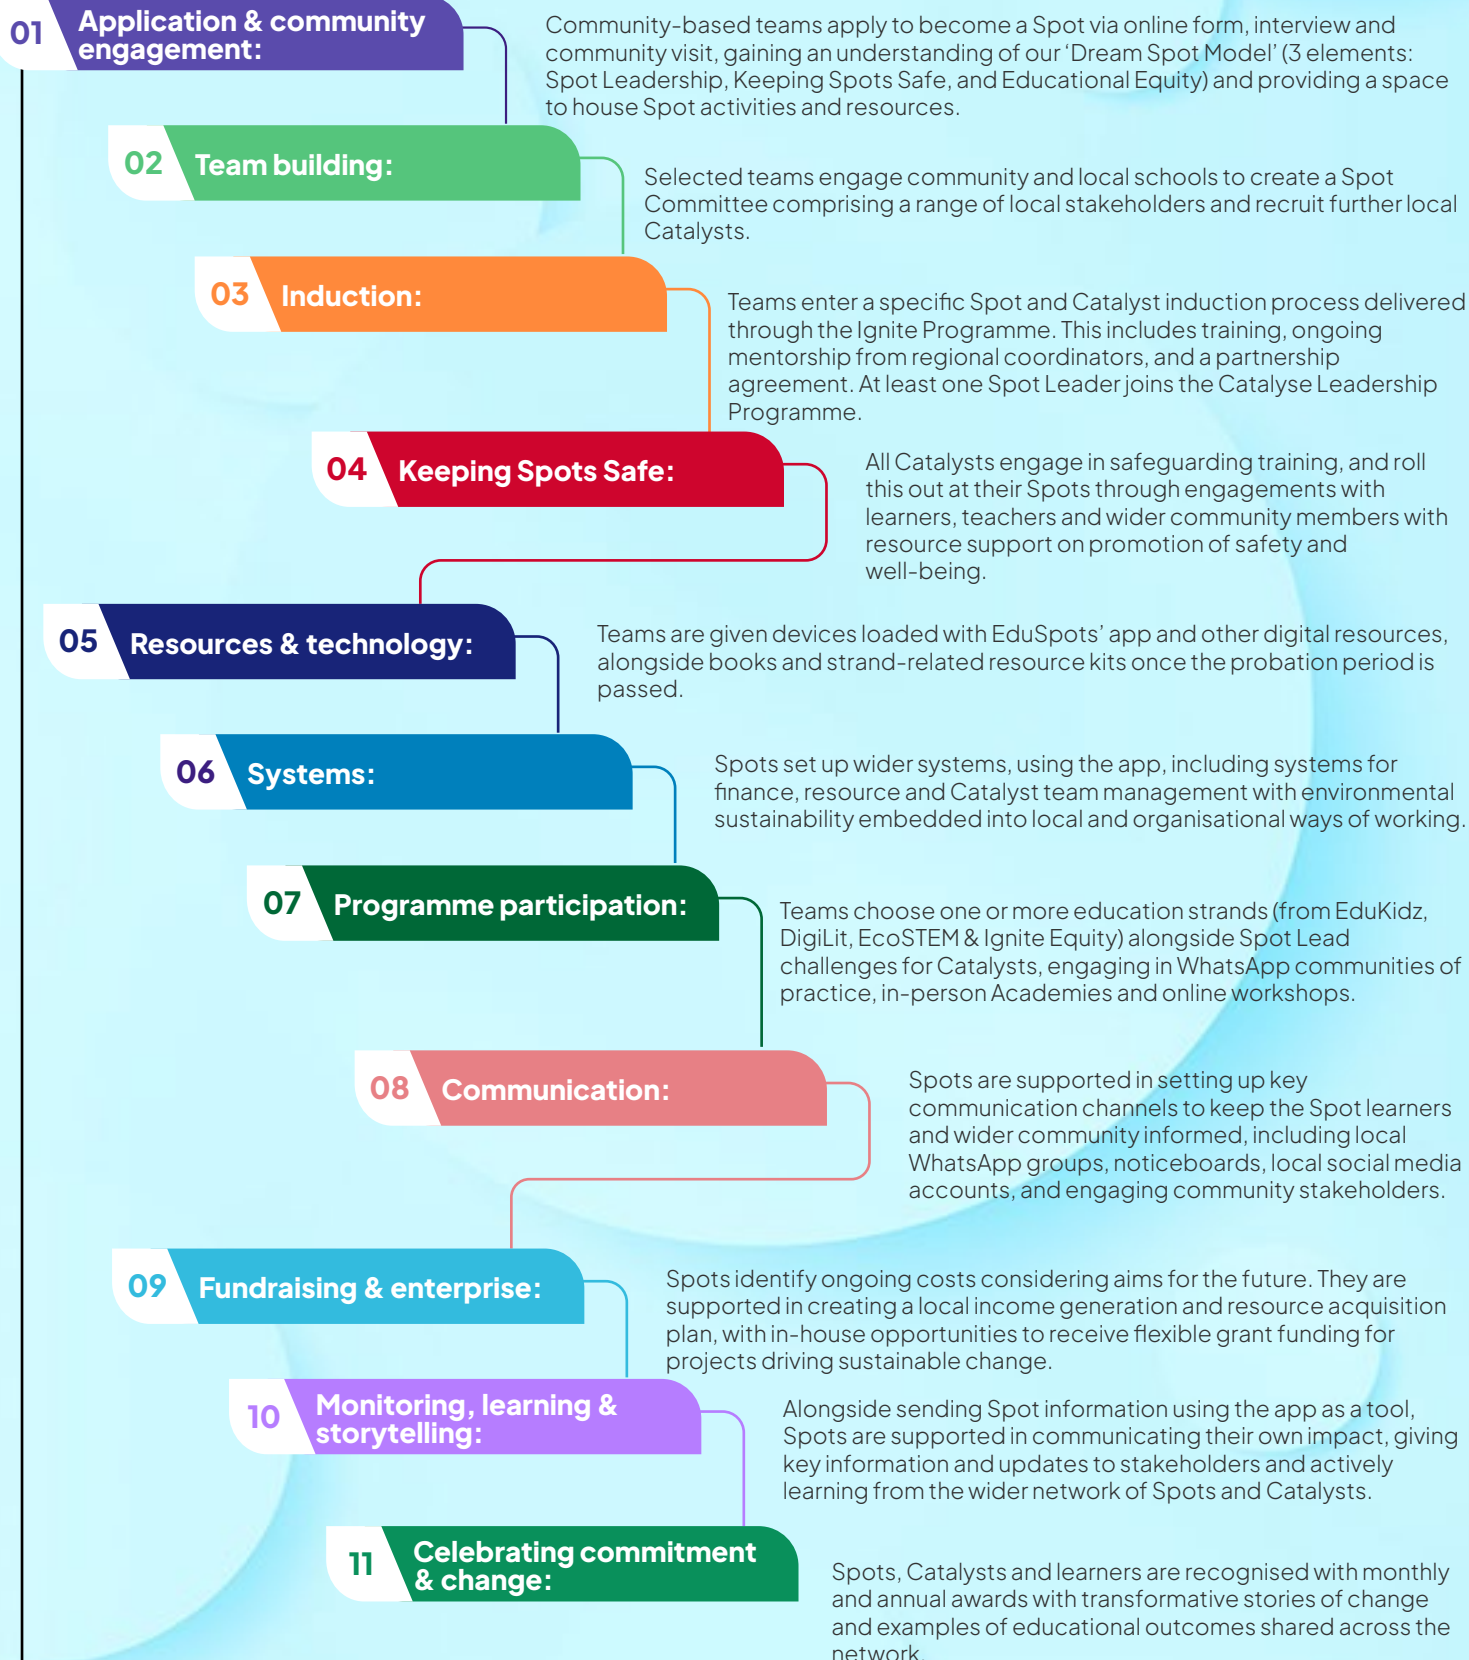 01
Application & community
engagement:
Community-based teams apply to become a Spot via online form, interview and
community visit, gaining an understanding of our ‘Dream Spot Model’ (3 elements:
Spot Leadership, Keeping Spots Safe, and Educational Equity) and providing a space
to house Spot activities and resources.
02
Team building:
Selected teams engage community and local schools to create a Spot
Committee comprising a range of local stakeholders and recruit further local
Catalysts.
03
Induction:
Teams enter a specific Spot and Catalyst induction process delivered
through the Ignite Programme. This includes training, ongoing
mentorship from regional coordinators, and a partnership
agreement. At least one Spot Leader joins the Catalyse Leadership
Programme.
04
Keeping Spots Safe:
All Catalysts engage in safeguarding training, and roll
this out at their Spots through engagements with
learners, teachers and wider community members with
resource support on promotion of safety and
well-being.
05
Resources & technology:
Teams are given devices loaded with EduSpots’ app and other digital resources,
alongside books and strand-related resource kits once the probation period is
passed.
06
Systems:
Spots set up wider systems, using the app, including systems for
finance, resource and Catalyst team management with environmental
sustainability embedded into local and organisational ways of working.
07
Programme participation:
Teams choose one or more education strands (from EduKidz,
DigiLit, EcoSTEM & Ignite Equity) alongside Spot Lead
challenges for Catalysts, engaging in WhatsApp communities of
practice, in-person Academies and online workshops.
08
Communication:
Spots are supported in setting up key
communication channels to keep the Spot learners
and wider community informed, including local
WhatsApp groups, noticeboards, local social media
accounts, and engaging community stakeholders.
09
Fundraising & enterprise:
Spots identify ongoing costs considering aims for the future. They are
supported in creating a local income generation and resource acquisition
plan, with in-house opportunities to receive flexible grant funding for
projects driving sustainable change.
10
Monitoring, learning &
storytelling:
Alongside sending Spot information using the app as a tool,
Spots are supported in communicating their own impact, giving
key information and updates to stakeholders and actively
learning from the wider network of Spots and Catalysts.
11
Celebrating commitment
& change:
Spots, Catalysts and learners are recognised with monthly
and annual awards with transformative stories of change
and examples of educational outcomes shared across the
network.